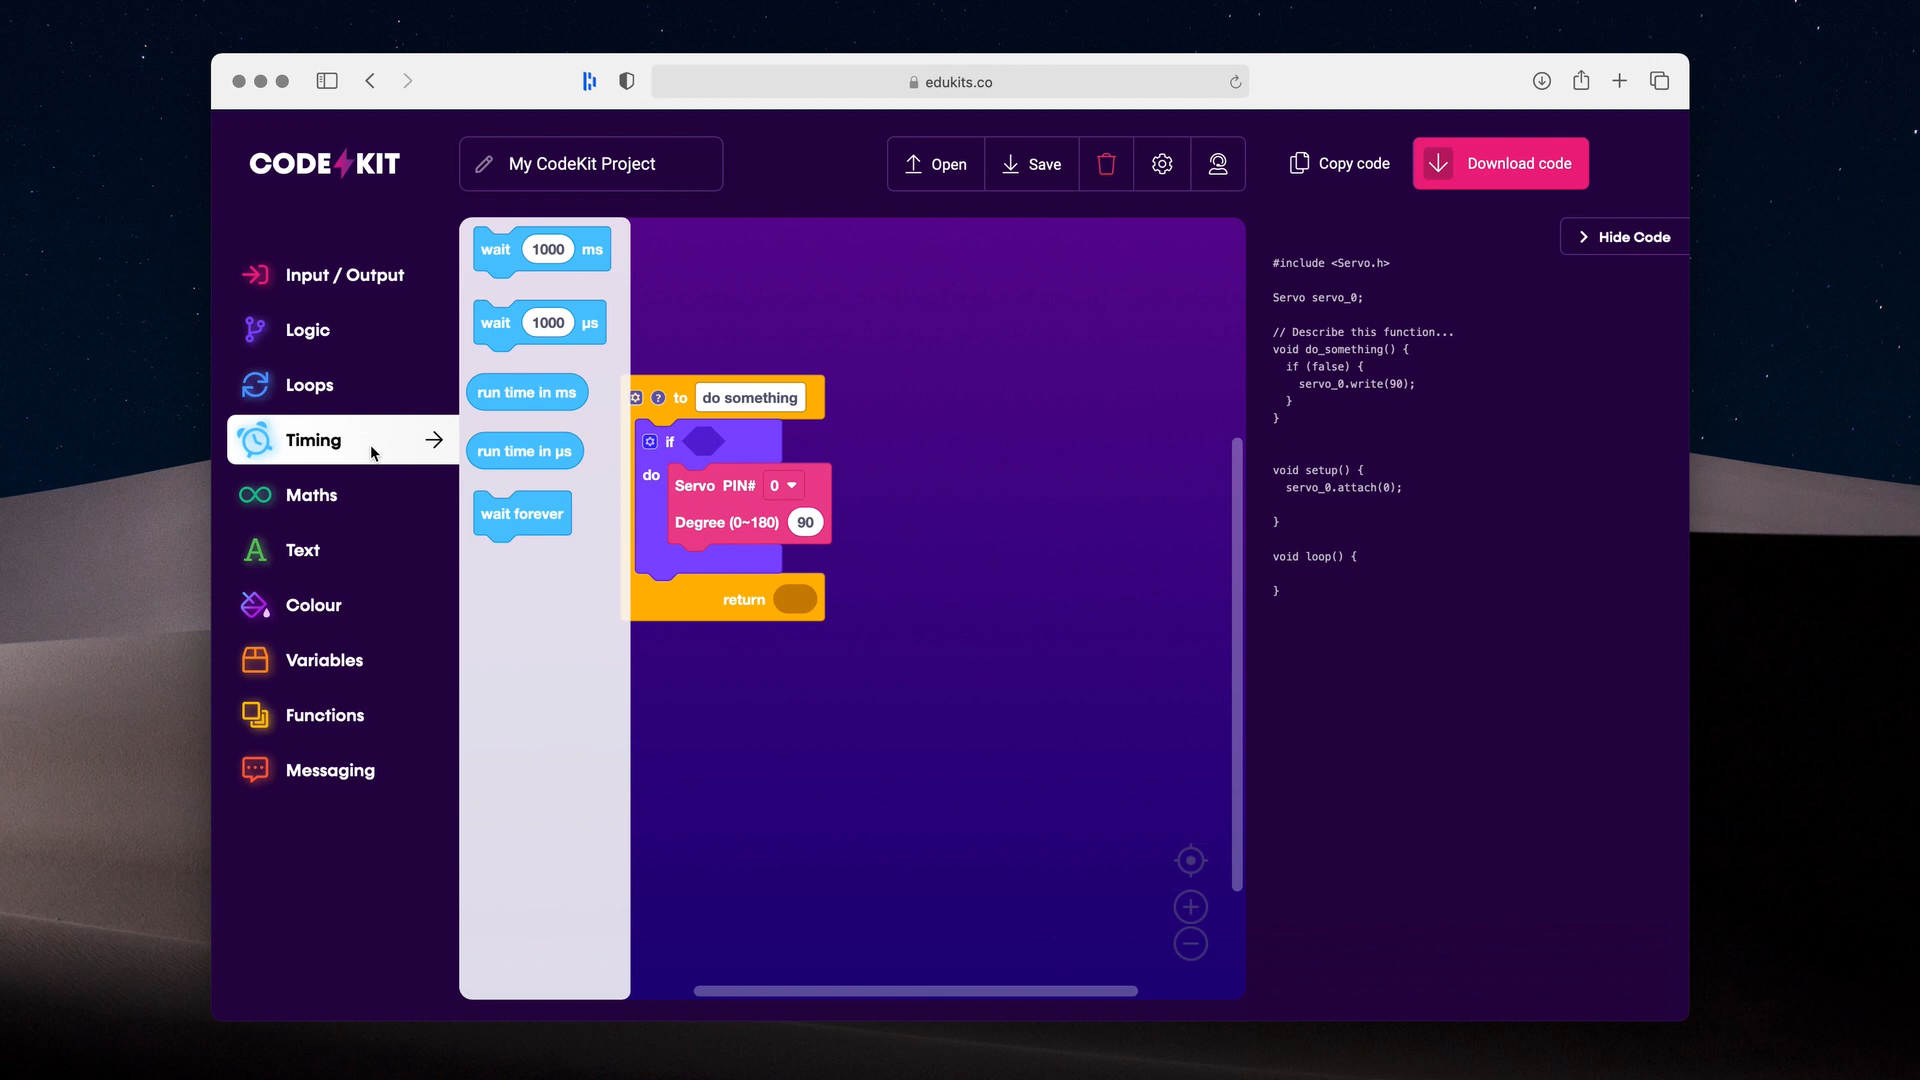 edukits.co
CODE KIT
My CodeKit Project
Open
Save
Copy code
Download code
Hide Code
Input / Output
Logic
Loops
Timing
Maths
Text
Colour
Variables
Functions
Messaging
wait 1000 ms
wait 1000 µs
run time in ms
run time in µs
wait forever
? to do something
if
do
Servo PIN# 0
Degree (0~180) 90
return
#include <Servo.h>
Servo servo_0;
// Describe this function...
void do_something() {
if (false) {
servo_0.write(90);
}
}
void setup() {
servo_0.attach(0);
}
void loop() {
}